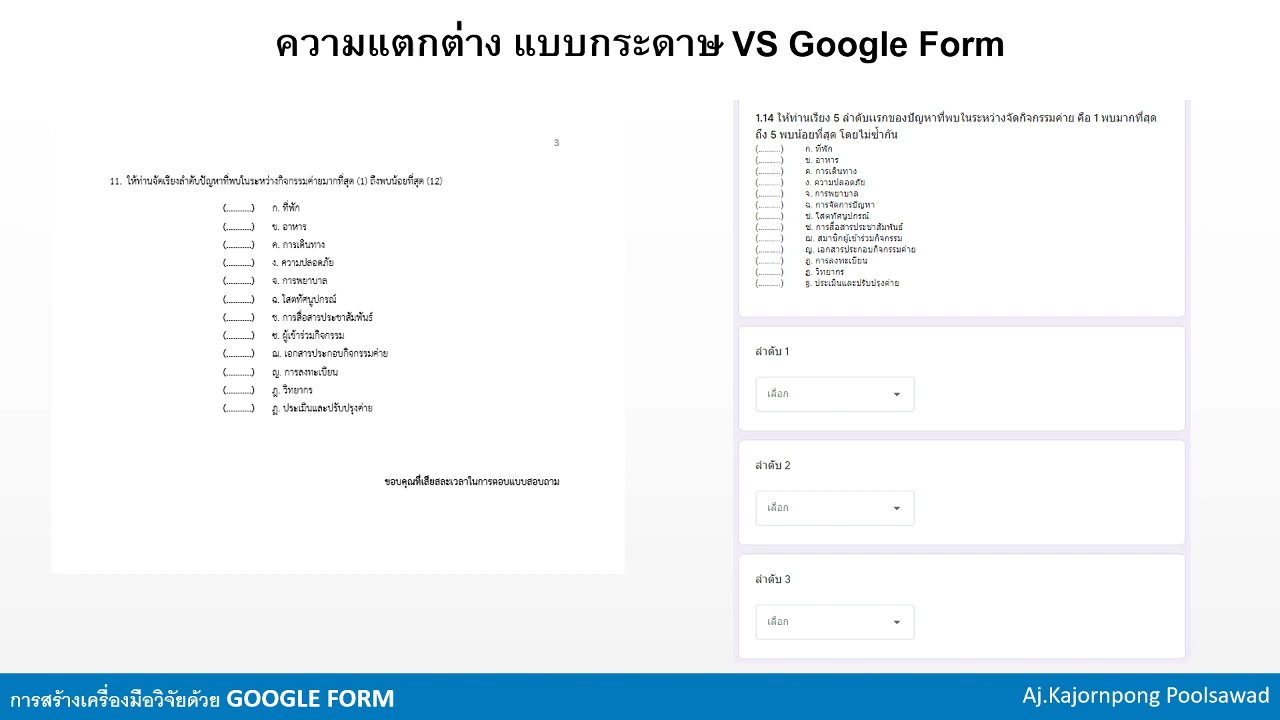 ความแตกต่าง แบบกระดาษ VS Google Form
3
11. ให้ท่านจัดเรียงลำดับปัญหาที่พบในระหว่างกิจกรรมค่ายมากที่สุด (1) ถึงพบน้อยที่สุด (12)
(...........) ก. ที่พัก
(...........) ข. อาหาร
(...........) ค. การเดินทาง
(...........) ง. ความปลอดภัย
(...........) จ. การพยาบาล
(...........) ฉ. โสตทัศนูปกรณ์
(...........) ช. การสื่อสารประชาสัมพันธ์
(...........) ซ. ผู้เข้าร่วมกิจกรรม
(...........) ฌ. เอกสารประกอบกิจกรรมค่าย
(...........) ญ. การลงทะเบียน
(...........) ฎ. วิทยากร
(...........) ฏ. ประเมินและปรับปรุงค่าย
ขอบคุณที่เสียสละเวลาในการตอบแบบสอบถาม
1.14 ให้ท่านเรียง 5 ลำดับแรกของปัญหาที่พบในระหว่างจัดกิจกรรมค่าย คือ 1 พบมากที่สุด
ถึง 5 พบน้อยที่สุด โดยไม่ซ้ำกัน
(..........) ก. ที่พัก
(..........) ข. อาหาร
(..........) ค. การเดินทาง
(..........) ง. ความปลอดภัย
(..........) จ. การพยาบาล
(..........) ฉ. การจัดการปัญหา
(..........) ช. โสตทัศนูปกรณ์
(..........) ซ. การสื่อสารประชาสัมพันธ์
(..........) ฌ. สมาชิกผู้เข้าร่วมกิจกรรม
(..........) ญ. เอกสารประกอบกิจกรรมค่าย
(..........) ฎ. การลงทะเบียน
(..........) ฏ. วิทยากร
(..........) ฐ. ประเมินและปรับปรุงค่าย
ลำดับ 1
เลือก
ลำดับ 2
เลือก
ลำดับ 3
เลือก
การสร้างเครื่องมือวิจัยด้วย GOOGLE FORM
Aj.Kajornpong Poolsawad